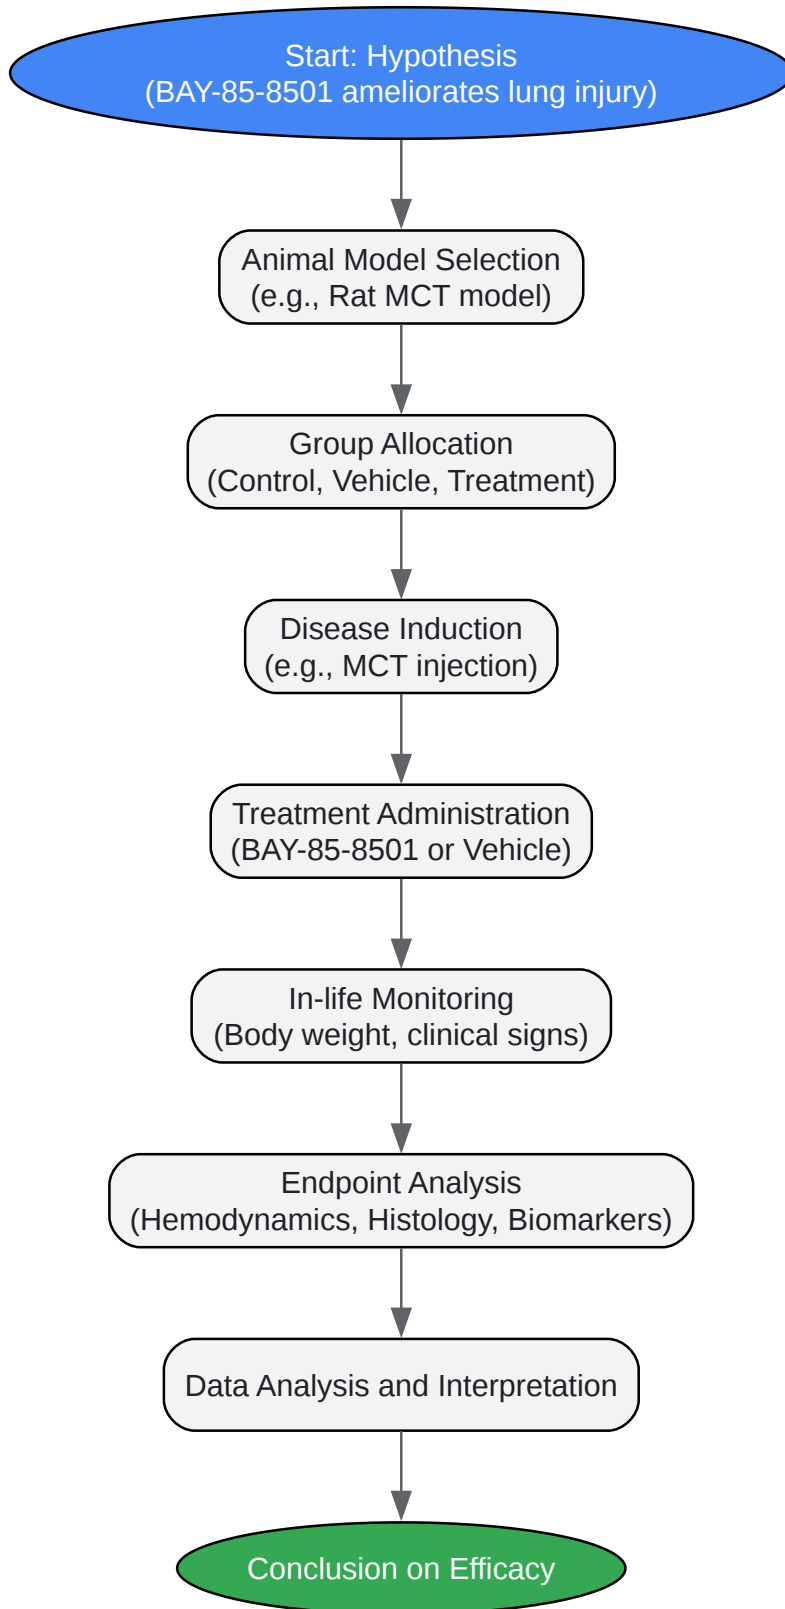 Start: Hypothesis
(BAY-85-8501 ameliorates lung injury)
Animal Model Selection
(e.g., Rat MCT model)
Group Allocation
(Control, Vehicle, Treatment)
Disease Induction
(e.g., MCT injection)
Treatment Administration
(BAY-85-8501 or Vehicle)
In-life Monitoring
(Body weight, clinical signs)
Endpoint Analysis
(Hemodynamics, Histology, Biomarkers)
Data Analysis and Interpretation
Conclusion on Efficacy